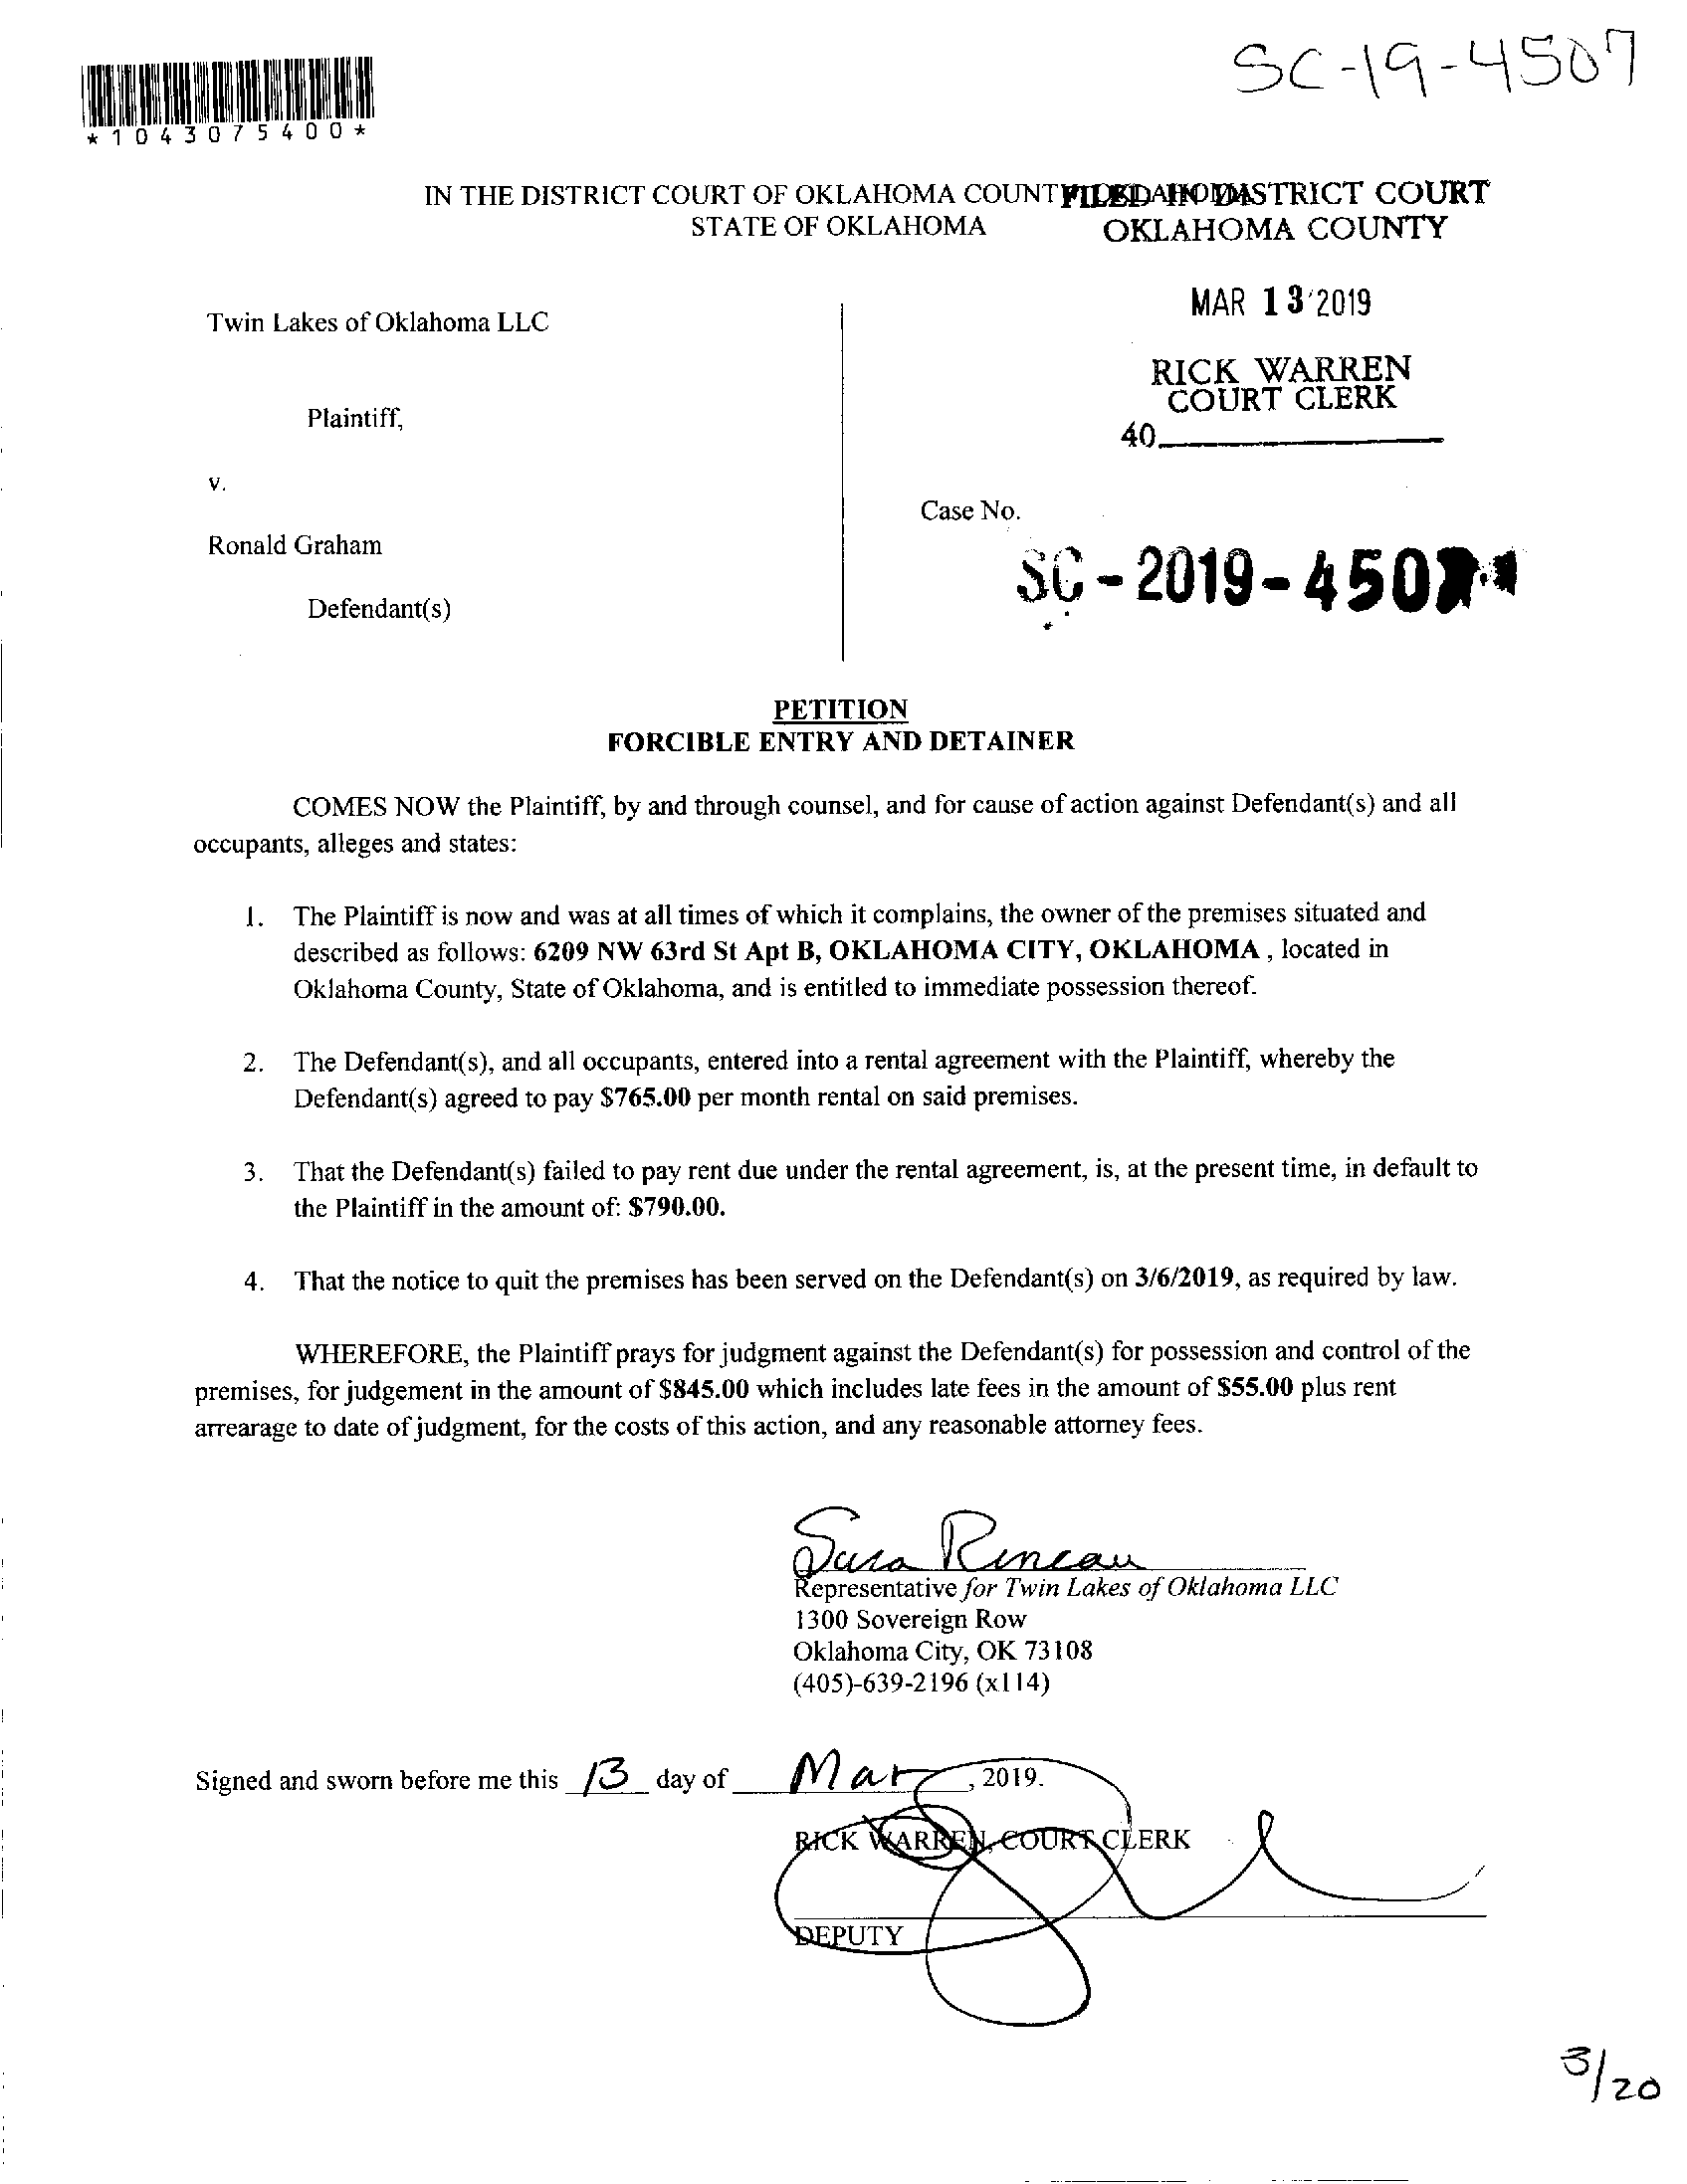 SC-19-4507
*1043075400*
IN THE DISTRICT COURT OF OKLAHOMA COUNTY, OKLAHOMA
STATE OF OKLAHOMA
FILED IN DISTRICT COURT
OKLAHOMA COUNTY
MAR 13 2019
RICK WARREN
COURT CLERK
40
Twin Lakes of Oklahoma LLC
Plaintiff,
v.
Ronald Graham
Defendant(s)
Case No.
SC-2019-4507
PETITION
FORCIBLE ENTRY AND DETAINER
COMES NOW the Plaintiff, by and through counsel, and for cause of action against Defendant(s) and all
occupants, alleges and states:
1. The Plaintiff is now and was at all times of which it complains, the owner of the premises situated and
described as follows: 6209 NW 63rd St Apt B, OKLAHOMA CITY, OKLAHOMA , located in
Oklahoma County, State of Oklahoma, and is entitled to immediate possession thereof.
2. The Defendant(s), and all occupants, entered into a rental agreement with the Plaintiff, whereby the
Defendant(s) agreed to pay $765.00 per month rental on said premises.
3. That the Defendant(s) failed to pay rent due under the rental agreement, is, at the present time, in default to
the Plaintiff in the amount of: $790.00.
4. That the notice to quit the premises has been served on the Defendant(s) on 3/6/2019, as required by law.
WHEREFORE, the Plaintiff prays for judgment against the Defendant(s) for possession and control of the
premises, for judgement in the amount of $845.00 which includes late fees in the amount of $55.00 plus rent
arrearage to date of judgment, for the costs of this action, and any reasonable attorney fees.
Sara Rineau
Representative for Twin Lakes of Oklahoma LLC
1300 Sovereign Row
Oklahoma City, OK 73108
(405)-639-2196 (x114)
Signed and sworn before me this 13 day of Mar, 2019.
RICK WARREN, COURT CLERK
DEPUTY
3/20